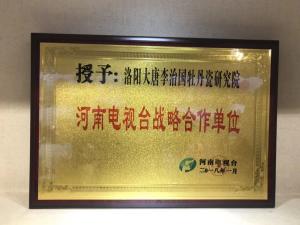 授予：洛阳大唐李治国牡丹瓷研究院
河南电视台战略合作单位
河南电视台
二〇一八年一月